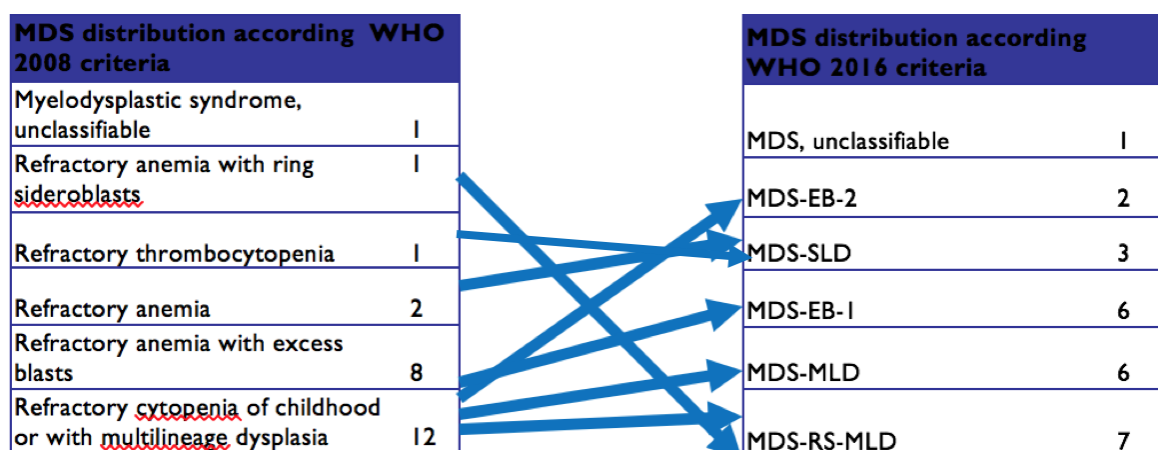 MDS distribution according WHO
2008 criteria
Myelodysplastic syndrome,
unclassifiable 1
Refractory anemia with ring 1
sideroblasts
Refractory thrombocytopenia 1
Refractory anemia 2
Refractory anemia with excess
blasts 8
Refractory cytopenia of childhood
or with multilineage dysplasia 12
MDS distribution according
WHO 2016 criteria
MDS, unclassifiable 1
MDS-EB-2 2
MDS-SLD 3
MDS-EB-1 6
MDS-MLD 6
MDS-RS-MLD 7